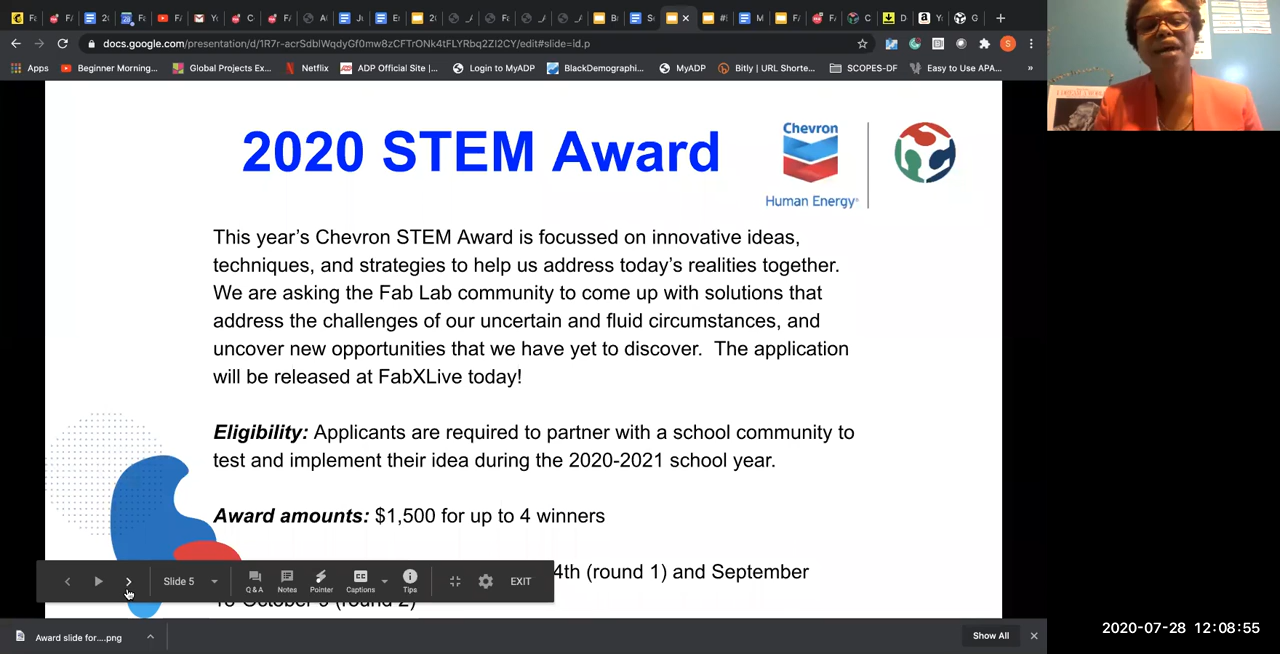 docs.google.com/presentation/d/1R7r-acrSdblWqdyGf0mw8zCFTrONk4tFLYRbq2Zl2CY/edit#slide=id.p
Apps Beginner Morning... Global Projects Ex... Netflix ADP Official Site |... Login to MyADP BlackDemographi... MyADP Bitly | URL Shorte... SCOPES-DF Easy to Use APA... »
2020 STEM Award
Chevron
Human Energy®
This year’s Chevron STEM Award is focussed on innovative ideas,
techniques, and strategies to help us address today’s realities together.
We are asking the Fab Lab community to come up with solutions that
address the challenges of our uncertain and fluid circumstances, and
uncover new opportunities that we have yet to discover.  The application
will be released at FabXLive today!
Eligibility: Applicants are required to partner with a school community to
test and implement their idea during the 2020-2021 school year.
Award amounts: $1,500 for up to 4 winners
4th (round 1) and September
Slide 5
Q & A
Notes
Pointer
Captions
Tips
EXIT
Award slide for....png
Show All
2020-07-28 12:08:55